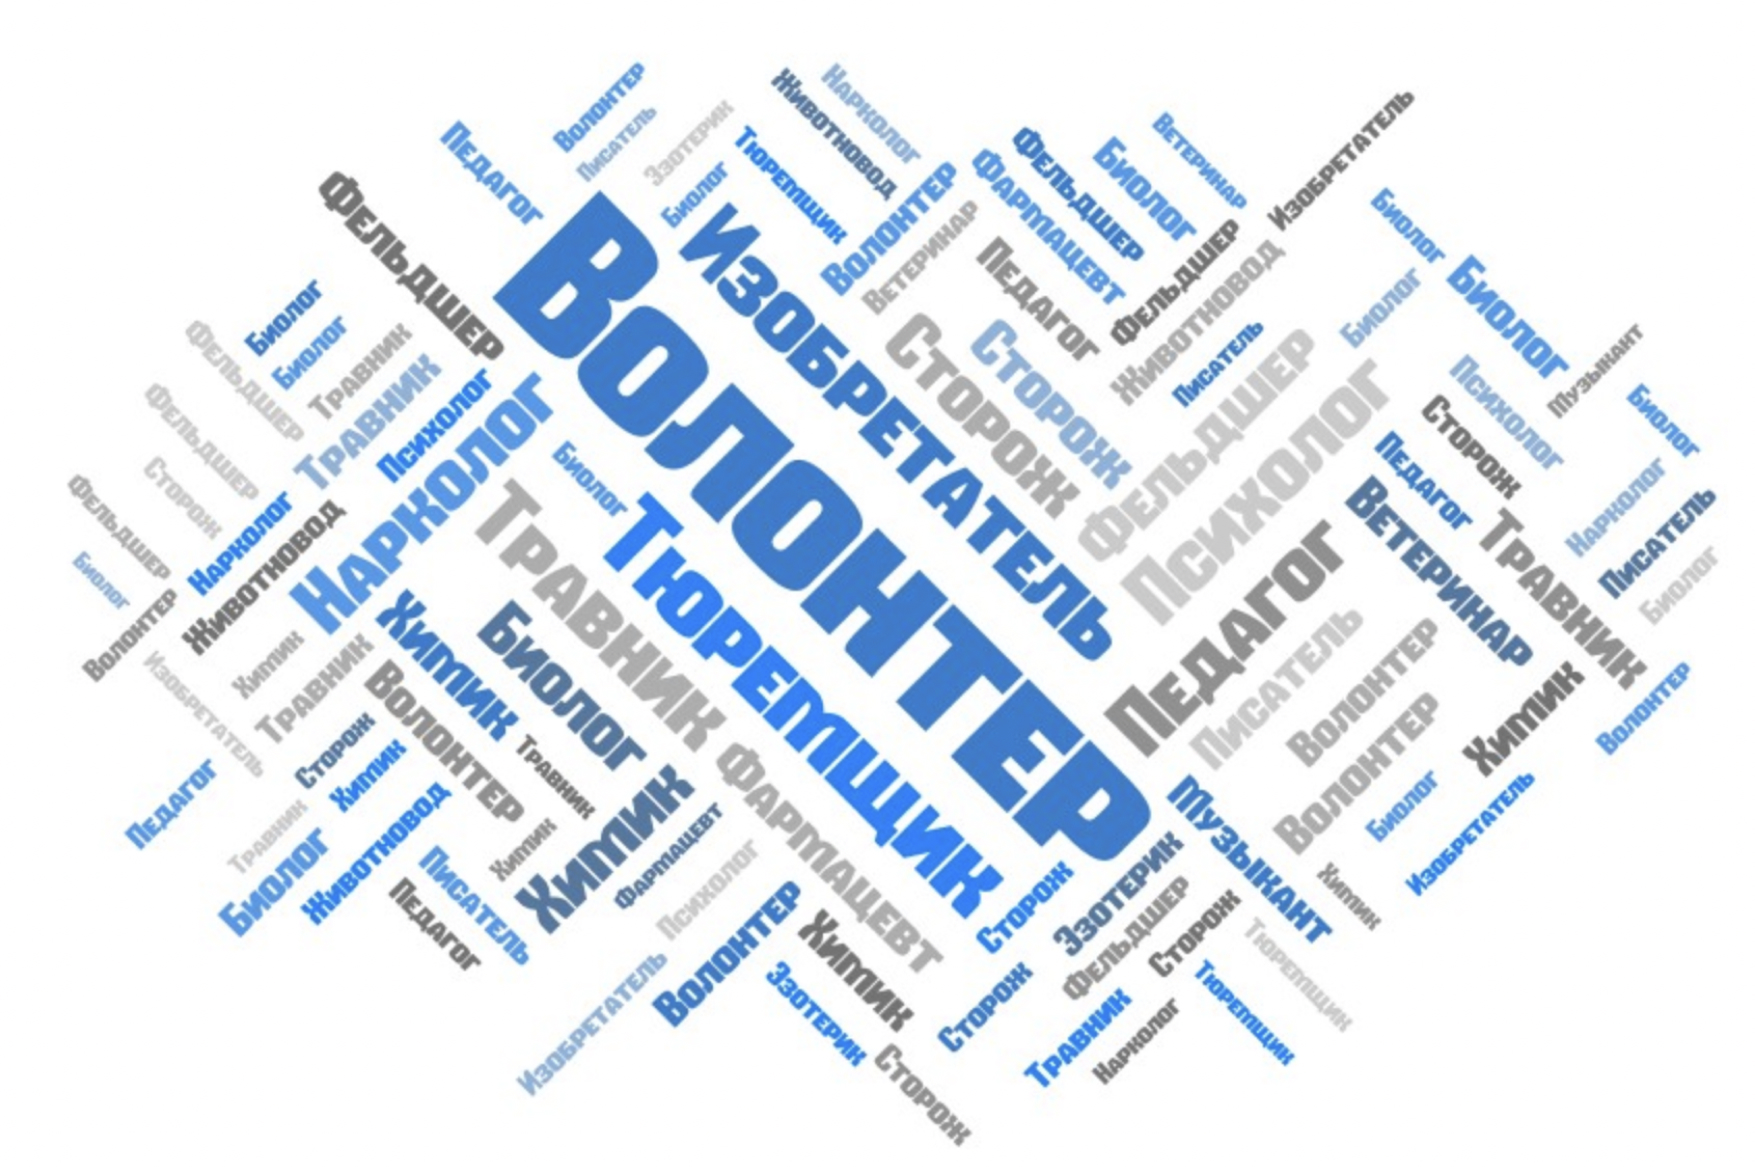 Волонтер
Писатель
Педагог
Эзотерик
Биолог
Тюремщик
Животновод
Нарколог
Волонтер
Ветеринар
Фармацевт
Фельдшер
Биолог
Ветеринар
Изобретатель
Фельдшер
Волонтер
Изобретатель
Педагог
Фельдшер
Животновод
Писатель
Биолог
Биолог
Биолог
Музыкант
Биолог
Биолог
Биолог
Фельдшер
Травник
Травник
Психолог
Нарколог
Фельдшер
Сторож
Фельдшер
Биолог
Волонтер
Нарколог
Животновод
Биолог
Травник
Тюремщик
Сторож
Сторож
Фельдшер
Психолог
Педагог
Психолог
Сторож
Педагог
Ветеринар
Травник
Нарколог
Писатель
Биолог
Волонтер
Химик
Травник
Изобретатель
Химик
Биолог
Волонтер
Писатель
Волонтер
Волонтер
Химик
Биолог
Изобретатель
Музыкант
Химик
Педагог
Сторож
Химик
Травник
Травник
Биолог
Животновод
Химик
Химик
Фармацевт
Фармацевт
Писатель
Педагог
Психолог
Волонтер
Изобретатель
Химик
Эзотерик
Сторож
Сторож
Эзотерик
Фельдшер
Сторож
Тюремщик
Тюремщик
Травник
Нарколог
Сторож